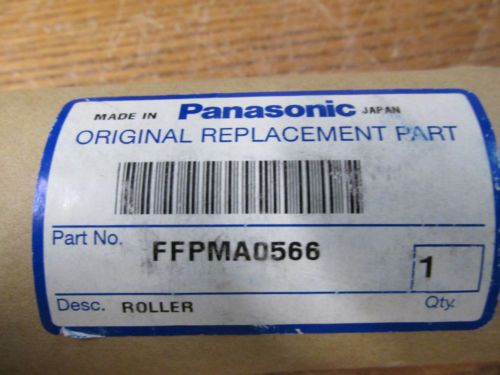 MADE IN Panasonic JAPAN
ORIGINAL REPLACEMENT PART
Part No. FFPMA0566
1
Desc. ROLLER Qty.